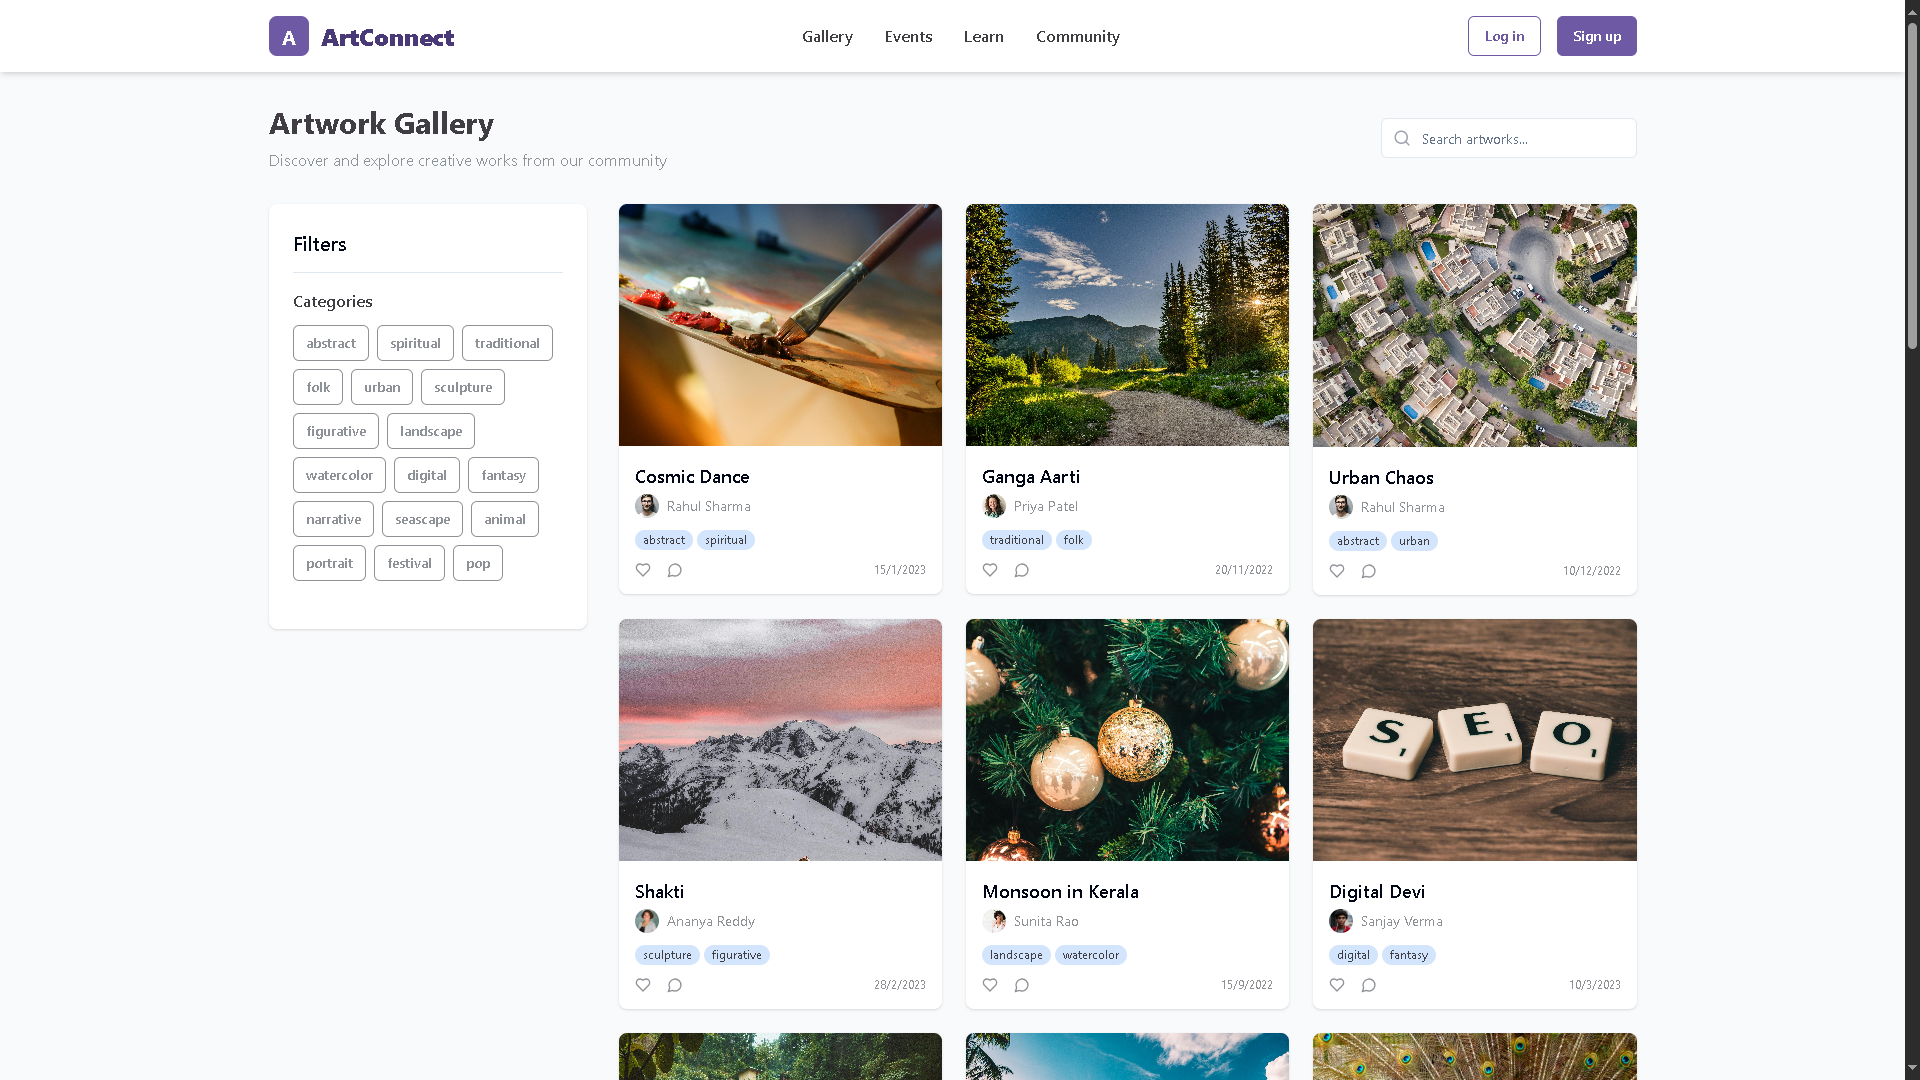 A ArtConnect
Gallery Events Learn Community
Log in Sign up
Artwork Gallery
Discover and explore creative works from our community
Search artworks...
Filters
Categories
abstract spiritual traditional
folk urban sculpture
figurative landscape
watercolor digital fantasy
narrative seascape animal
portrait festival pop
Cosmic Dance
Rahul Sharma
abstract spiritual
15/1/2023
Ganga Aarti
Priya Patel
traditional folk
20/11/2022
Urban Chaos
Rahul Sharma
abstract urban
10/12/2022
Shakti
Ananya Reddy
sculpture figurative
28/2/2023
Monsoon in Kerala
Sunita Rao
landscape watercolor
15/9/2022
S1 E1 O1
Digital Devi
Sanjay Verma
digital fantasy
10/3/2023